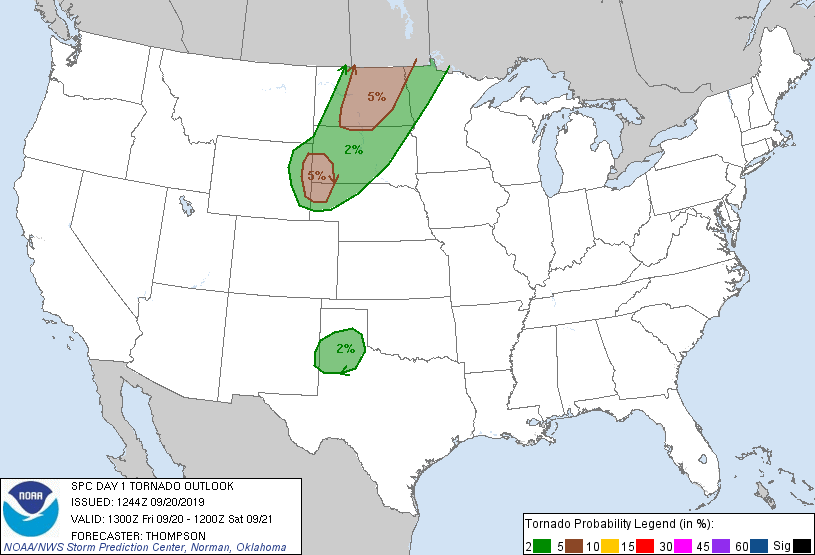 5%
2%
5%
2%
NOAA
SPC DAY 1 TORNADO OUTLOOK
ISSUED: 1244Z 09/20/2019
VALID: 1300Z Fri 09/20 - 1200Z Sat 09/21
FORECASTER: THOMPSON
NOAA/NWS Storm Prediction Center, Norman, Oklahoma
Tornado Probability Legend (in %):
2 5 10 15 30 45 60 Sig